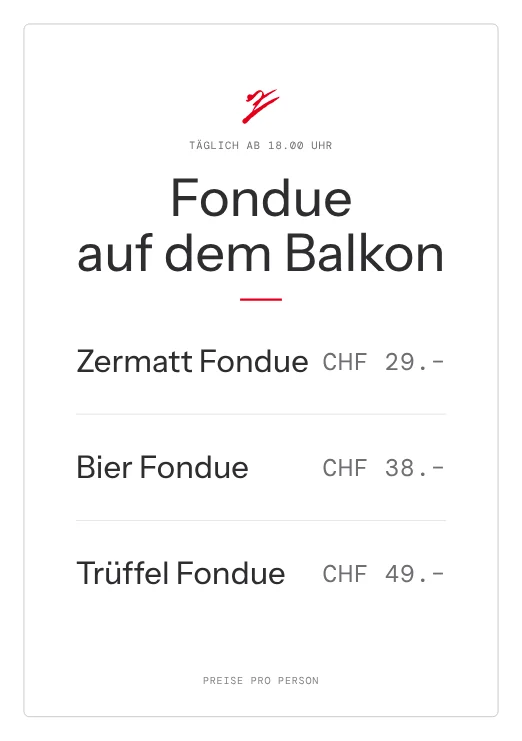 TÄGLICH AB 18.00 UHR
Fondue
auf dem Balkon
Zermatt Fondue CHF 29.–
Bier Fondue CHF 38.–
Trüffel Fondue CHF 49.–
PREISE PRO PERSON